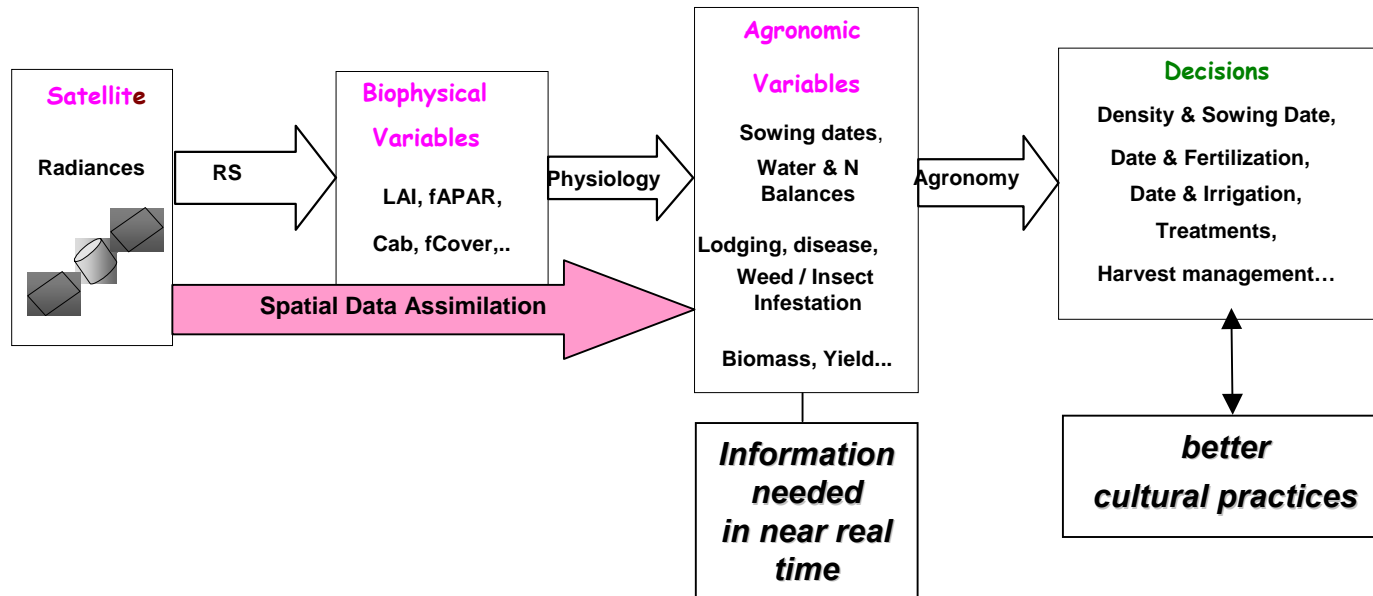 Satellite
Radiances
RS
Biophysical
Variables
LAI, fAPAR,
Cab, fCover,..
Physiology
Spatial Data Assimilation
Agronomic
Variables
Sowing dates,
Water & N
Balances
Lodging, disease,
Weed / Insect
Infestation
Biomass, Yield...
Agronomy
Decisions
Density & Sowing Date,
Date & Fertilization,
Date & Irrigation,
Treatments,
Harvest management…
Information
needed
in near real
time
better
cultural practices